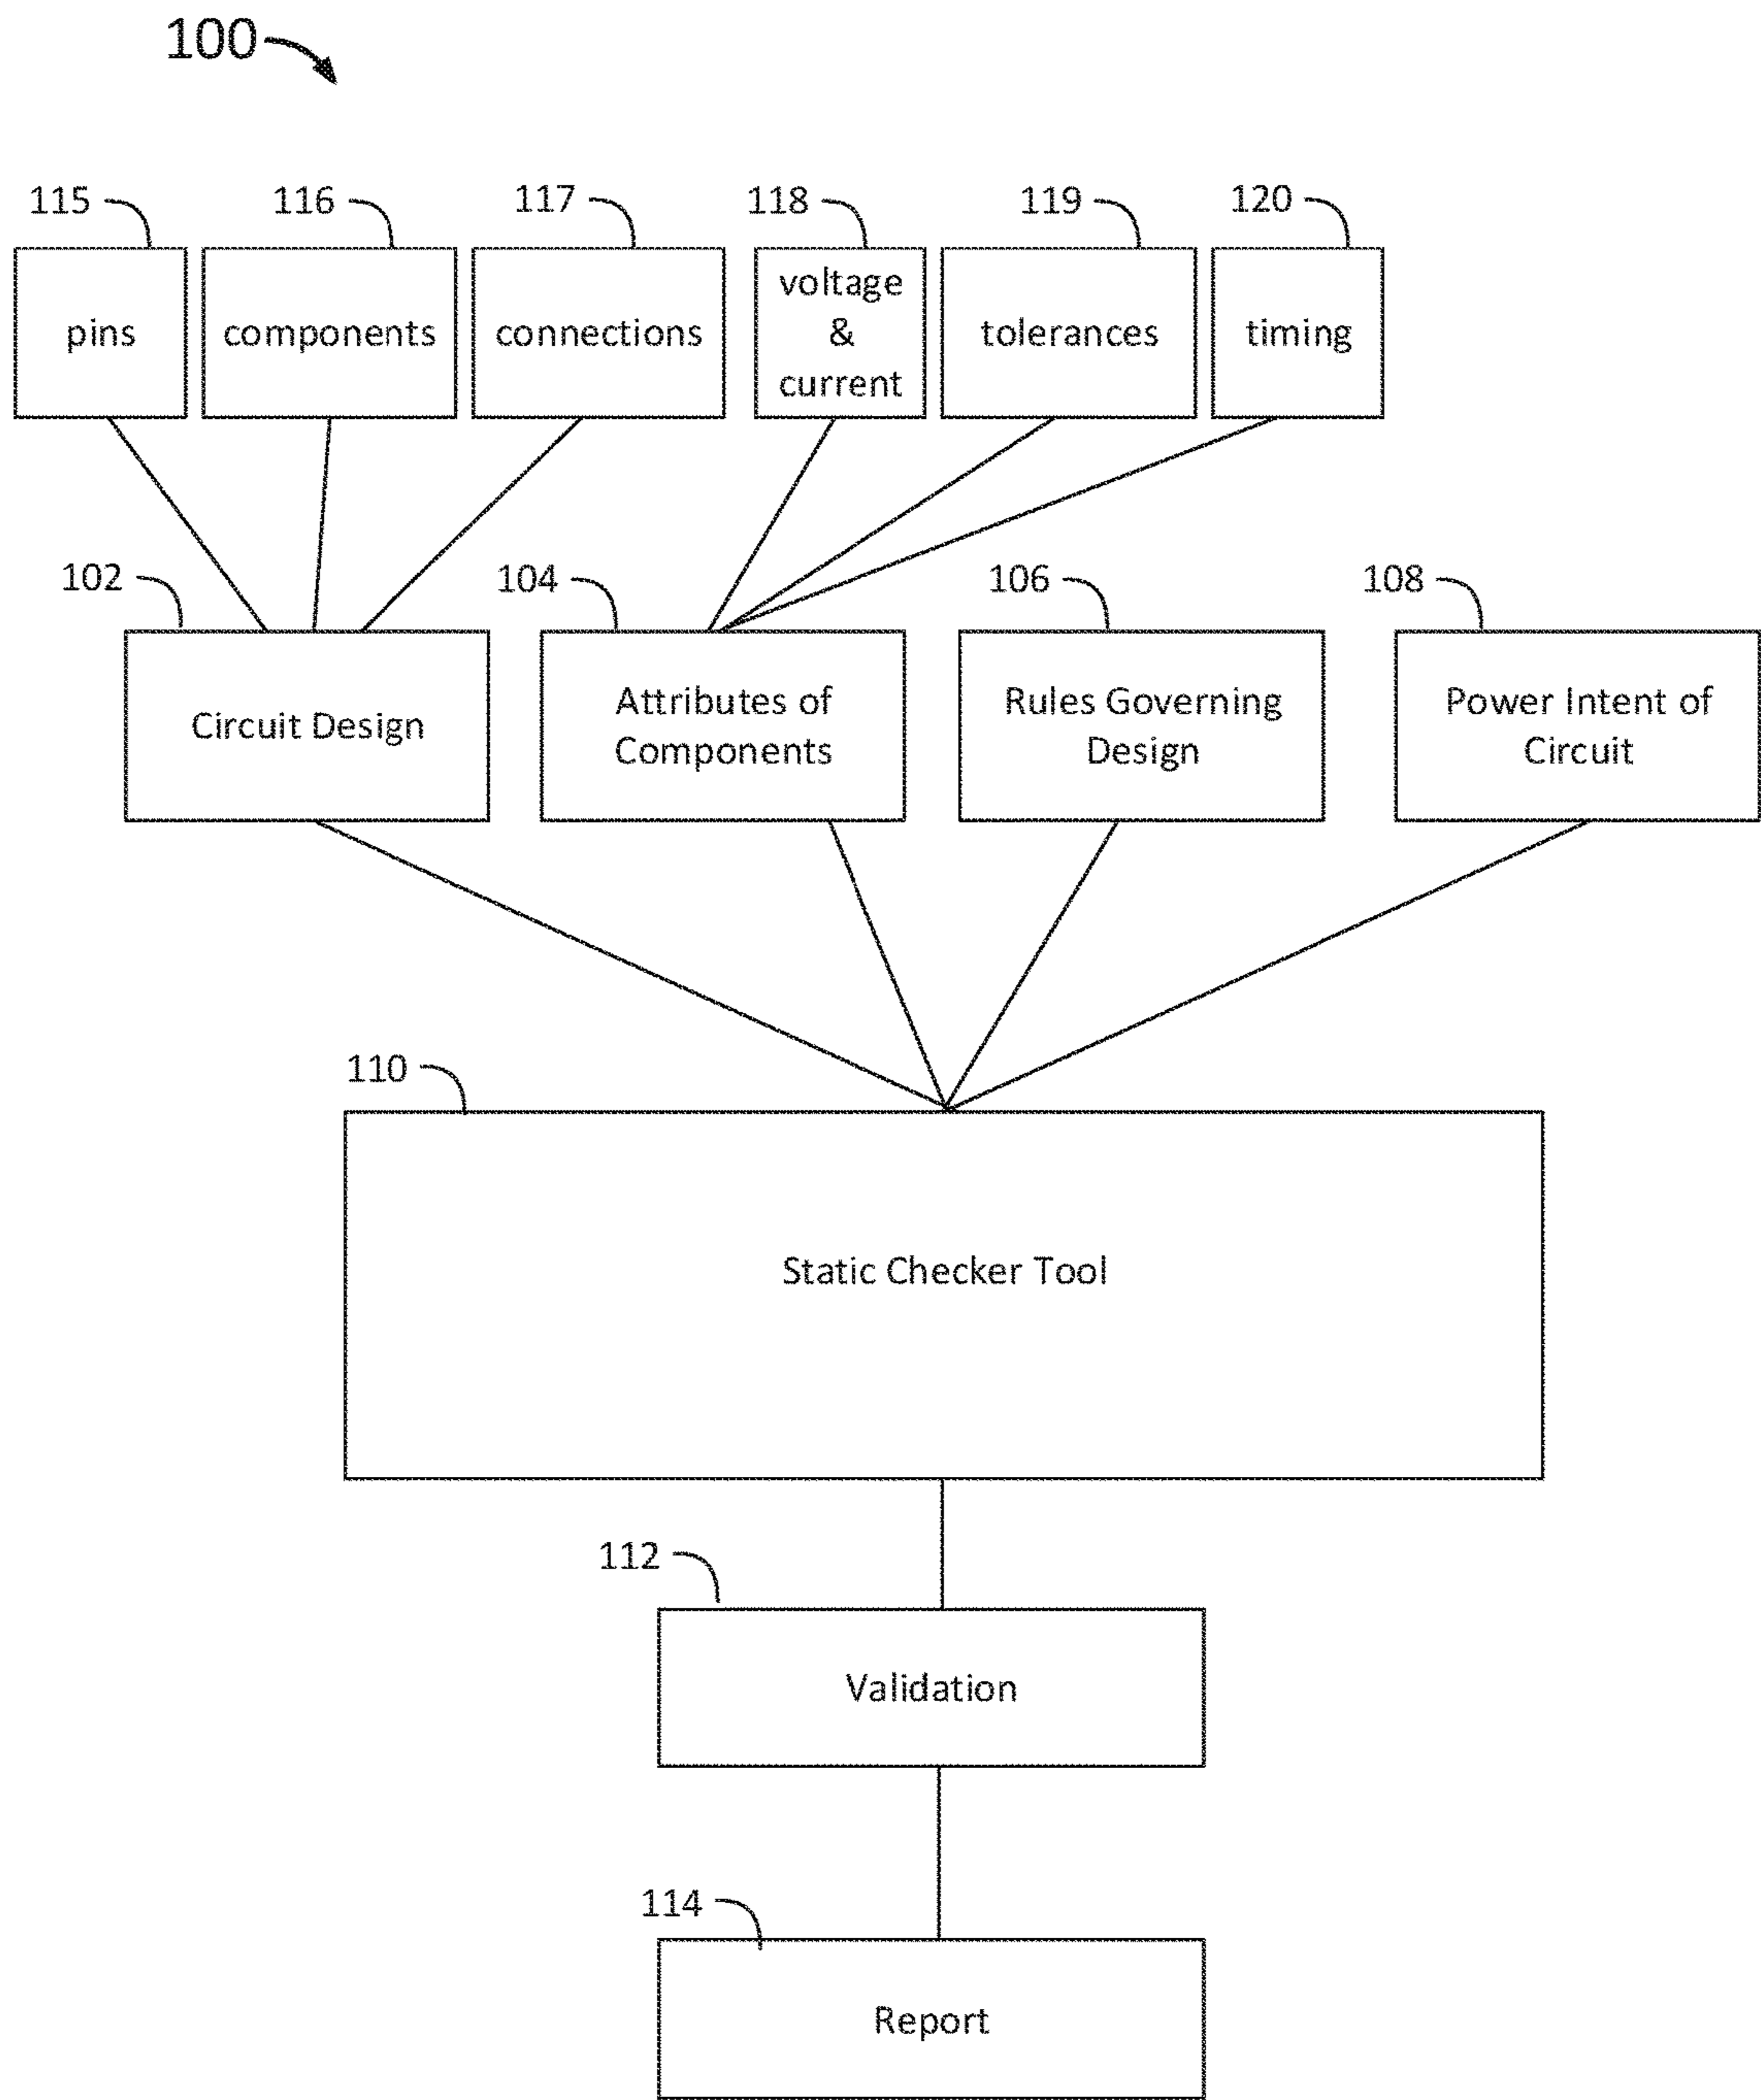 100
115
116
117
118
119
120
pins
components
connections
voltage
&
current
tolerances
timing
102
104
106
108
Circuit Design
Attributes of
Components
Rules Governing
Design
Power Intent of
Circuit
110
Static Checker Tool
112
Validation
114
Report